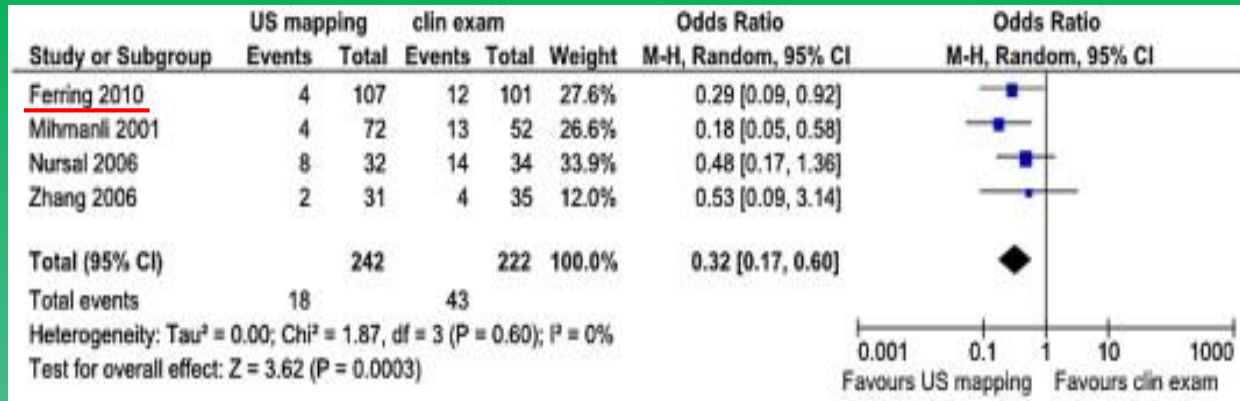 US mapping clin exam Odds Ratio Odds Ratio
Study or Subgroup Events Total Events Total Weight M-H, Random, 95% CI M-H, Random, 95% CI
Ferring 2010 4 107 12 101 27.6% 0.29 [0.09, 0.92]
Mihmanli 2001 4 72 13 52 26.6% 0.18 [0.05, 0.58]
Nursal 2006 8 32 14 34 33.9% 0.48 [0.17, 1.36]
Zhang 2006 2 31 4 35 12.0% 0.53 [0.09, 3.14]
Total (95% CI) 242 222 100.0% 0.32 [0.17, 0.60]
Total events 18 43
Heterogeneity: Tau² = 0.00; Chi² = 1.87, df = 3 (P = 0.60); I² = 0%
Test for overall effect: Z = 3.62 (P = 0.0003)
0.001 0.1 1 10 1000
Favours US mapping Favours clin exam